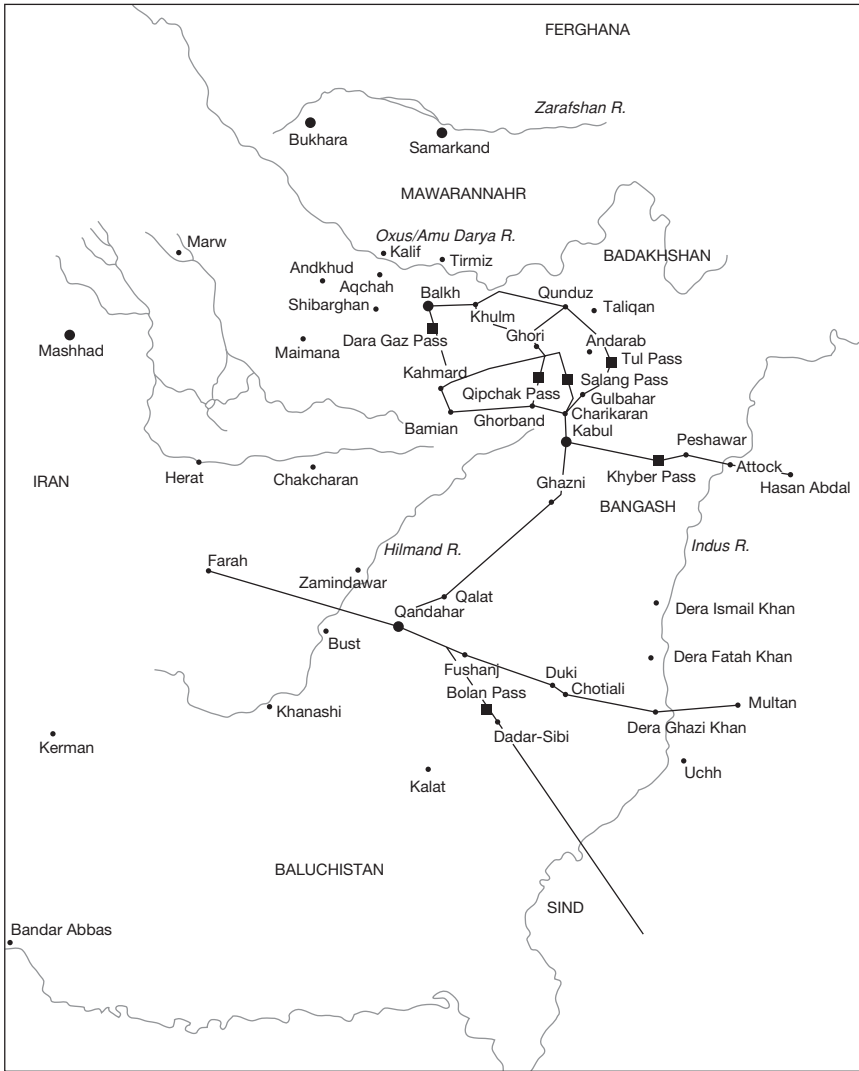 FERGHANA
Zarafshan R.
Bukhara
Samarkand
MAWARANNAHR
Marw
Oxus/Amu Darya R.
Kalif
Tirmiz
BADAKHSHAN
Andkhud
Aqchah
Shibarghan
Balkh
Qunduz
Taliqan
Khulm
Mashhad
Maimana
Dara Gaz Pass
Ghori
Andarab
Tul Pass
Kahmard
Salang Pass
Qipchak Pass
Gulbahar
Bamian
Ghorband
Charikaran
Kabul
Peshawar
Herat
Chakcharan
Khyber Pass
Attock
Hasan Abdal
IRAN
Ghazni
BANGASH
Hilmand R.
Indus R.
Farah
Zamindawar
Qalat
Qandahar
Dera Ismail Khan
Bust
Fushanj
Dera Fatah Khan
Duki
Bolan Pass
Chotiali
Khanashi
Multan
Dera Ghazi Khan
Kerman
Dadar-Sibi
Kalat
Uchh
BALUCHISTAN
SIND
Bandar Abbas